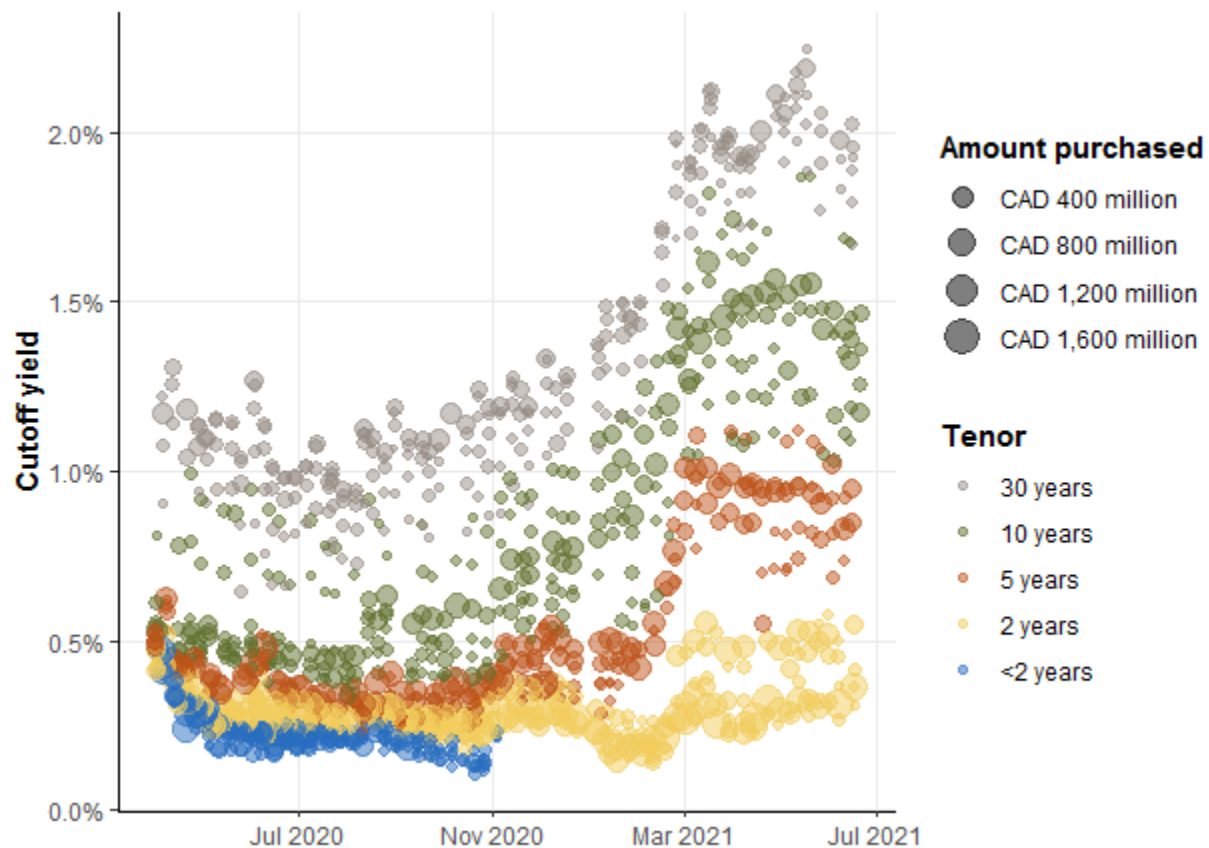 Cutoff yield
2.0%
1.5%
1.0%
0.5%
0.0%
Jul 2020
Nov 2020
Mar 2021
Jul 2021
Amount purchased
CAD 400 million
CAD 800 million
CAD 1,200 million
CAD 1,600 million
Tenor
30 years
10 years
5 years
2 years
<2 years